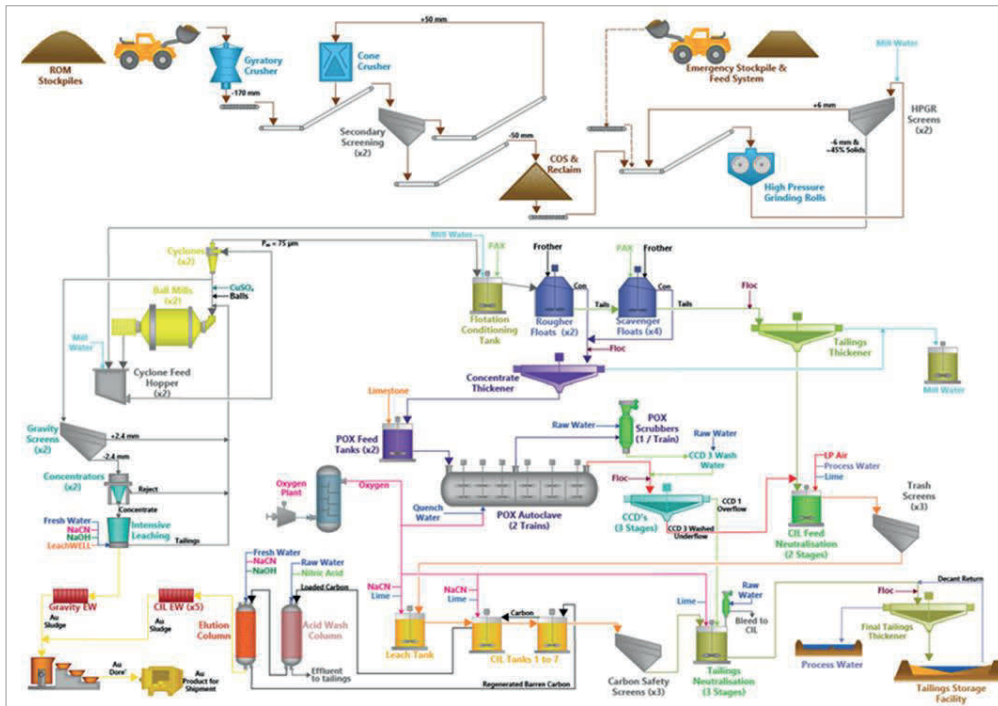 +50 mm
ROM
Stockpiles
Gyratory
Crusher
-170 mm
Cone
Crusher
Secondary
Screening
(x2)
-50 mm
COS &
Reclaim
Emergency Stockpile &
Feed System
Mill Water
+6 mm
HPGR
Screens
(x2)
-6 mm &
~45% Solids
High Pressure
Grinding Rolls
Cyclones
(x2)
P₈₀ < 75 µm
CuSO₄
Balls
Ball Mills
(x2)
Mill
Water
Cyclone Feed
Hopper
(x2)
Mill Water
PAX
Frother
Con
PAX
Frother
Con
Flotation
Conditioning
Tank
Rougher
Floats (x2)
Tails
Scavenger
Floats (x4)
Tails
Floc
Tailings
Thickener
Mill Water
Floc
Concentrate
Thickener
Gravity
Screens
(x2)
+2.4 mm
-2.4 mm
Concentrators
(x2)
Reject
Concentrate
Fresh Water
NaCN
NaOH
LeachWELL
Intensive
Leaching
Tailings
Limestone
POX Feed
Tanks (x2)
Raw Water
POX
Scrubbers
(1 / Train)
Raw Water
CCD 3 Wash
Water
Oxygen
Plant
Oxygen
Quench
Water
POX Autoclave
(2 Trains)
Floc
CCD's
(3 Stages)
CCD 1
Overflow
CCD 3 Washed
Underflow
LP Air
Process Water
Lime
CIL Feed
Neutralisation
(2 Stages)
Trash
Screens
(x3)
Fresh Water
NaCN
NaOH
Raw Water
Nitric Acid
Loaded Carbon
Gravity EW
CIL EW (x5)
Au
Sludge
Au
Sludge
Elution
Column
Acid Wash
Column
Effluent
to tailings
Au
Dore'
Au
Product for
Shipment
NaCN
Lime
NaCN
Lime
Carbon
Leach Tank
CIL Tanks 1 to 7
Regenerated Barren Carbon
Carbon Safety
Screens (x3)
Lime
Raw
Water
Bleed to
CIL
Tailings
Neutralisation
(3 Stages)
Decant Return
Floc
Final Tailings
Thickener
Process Water
Tailings Storage
Facility